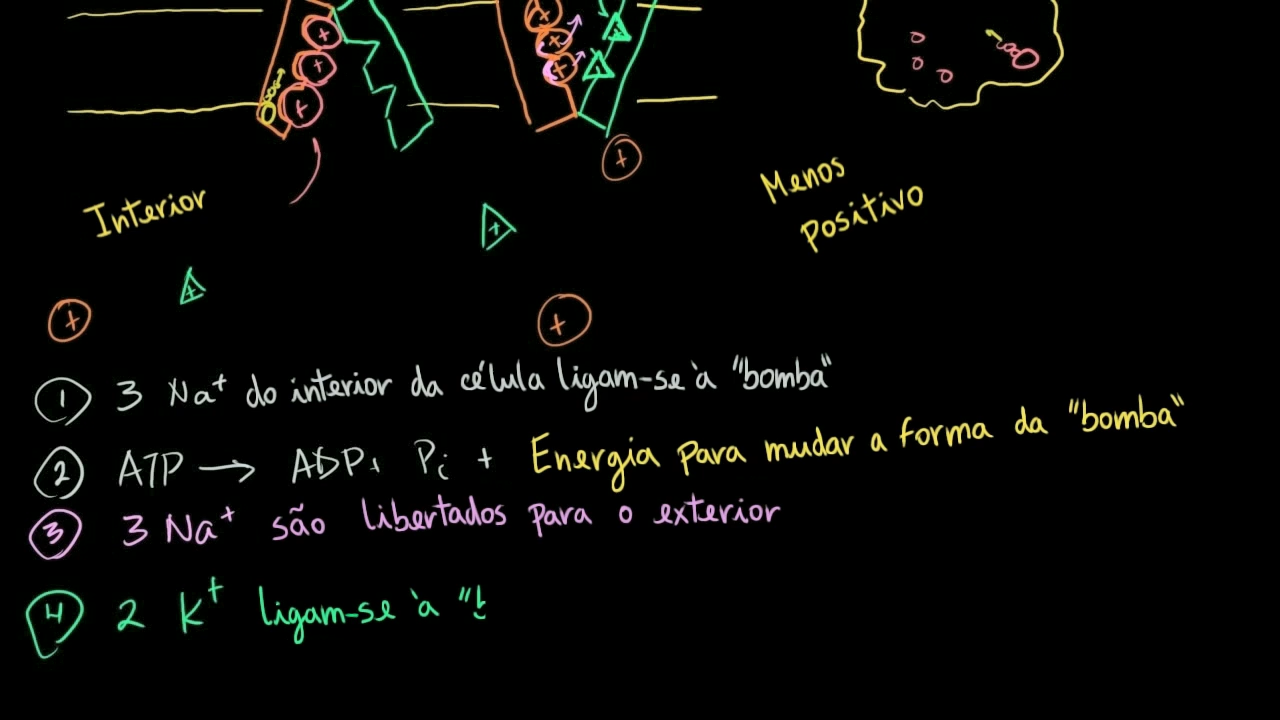 Interior
Menos
positivo
1 3 Na⁺ do interior da célula ligam-se à "bomba"
2 ATP → ADP + Pi + Energia para mudar a forma da "bomba"
3 3 Na⁺ são libertados para o exterior
4 2 K⁺ ligam-se à "